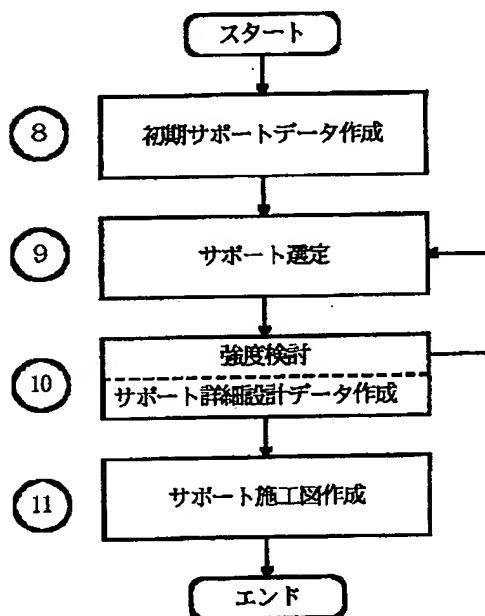 スタート
8
初期サポートデータ作成
9
サポート選定
強度検討
10
サポート詳細設計データ作成
11
サポート施工図作成
エンド